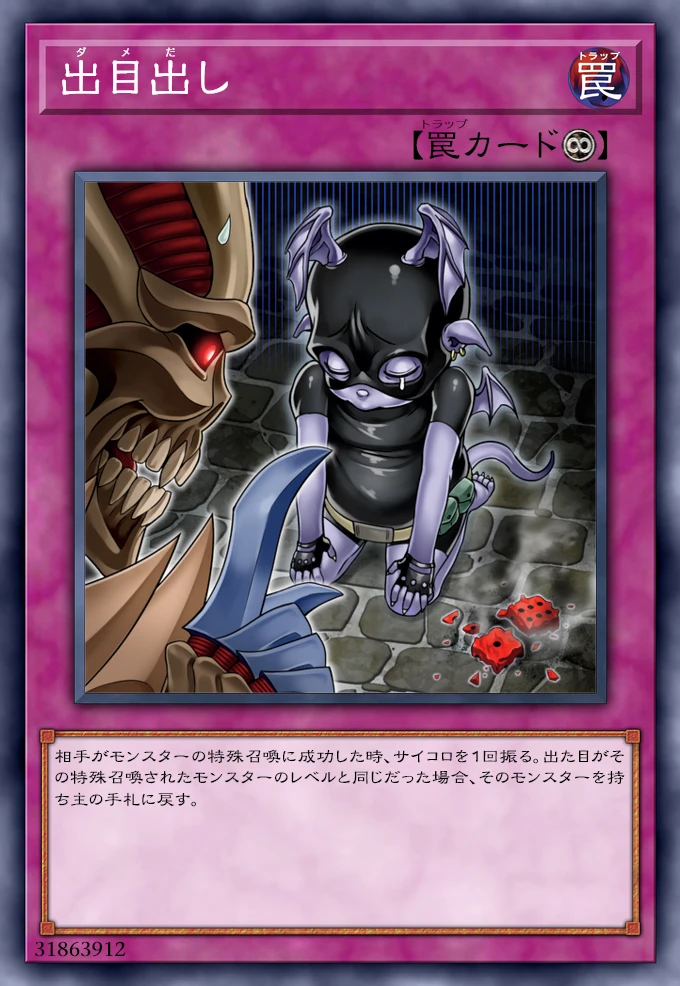 ダメだ
出目出し
トラップ
罠
トラップ
【罠カード】
相手がモンスターの特殊召喚に成功した時、サイコロを1回振る。出た目がそ
の特殊召喚されたモンスターのレベルと同じだった場合、そのモンスターを持
ち主の手札に戻す。
31863912